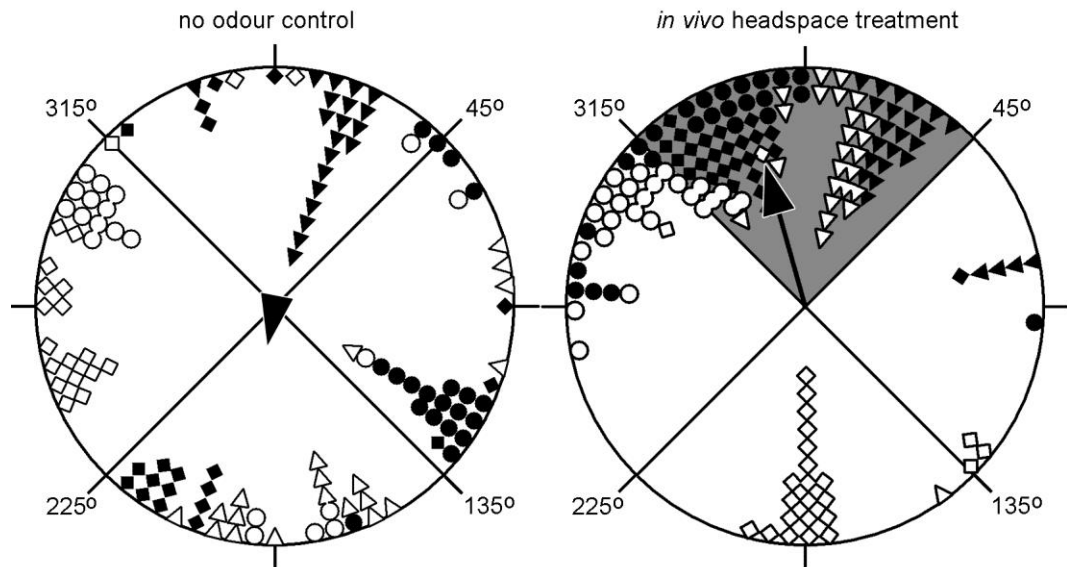 no odour control
in vivo headspace treatment
315º
45º
225º
135º
315º
45º
225º
135º